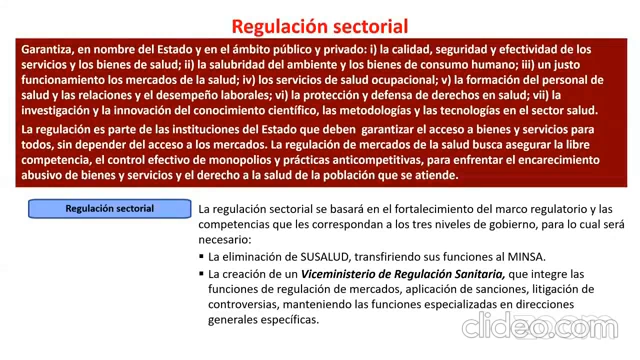 Regulación sectorial
Garantiza, en nombre del Estado y en el ámbito público y privado: i) la calidad, seguridad y efectividad de los
servicios y los bienes de salud; ii) la salubridad del ambiente y los bienes de consumo humano; iii) un justo
funcionamiento los mercados de la salud; iv) los servicios de salud ocupacional; v) la formación del personal de
salud y las relaciones y el desempeño laborales; vi) la protección y defensa de derechos en salud; vii) la
investigación y la innovación del conocimiento científico, las metodologías y las tecnologías en el sector salud.
La regulación es parte de las instituciones del Estado que deben garantizar el acceso a bienes y servicios para
todos, sin depender del acceso a los mercados. La regulación de mercados de la salud busca asegurar la libre
competencia, el control efectivo de monopolios y prácticas anticompetitivas, para enfrentar el encarecimiento
abusivo de bienes y servicios y el derecho a la salud de la población que se atiende.
Regulación sectorial
La regulación sectorial se basará en el fortalecimiento del marco regulatorio y las
competencias que les correspondan a los tres niveles de gobierno, para lo cual será
necesario:
▪ La eliminación de SUSALUD, transfiriendo sus funciones al MINSA.
▪ La creación de un Viceministerio de Regulación Sanitaria, que integre las
funciones de regulación de mercados, aplicación de sanciones, litigación de
controversias, manteniendo las funciones especializadas en direcciones
generales específicas.
clideo.com